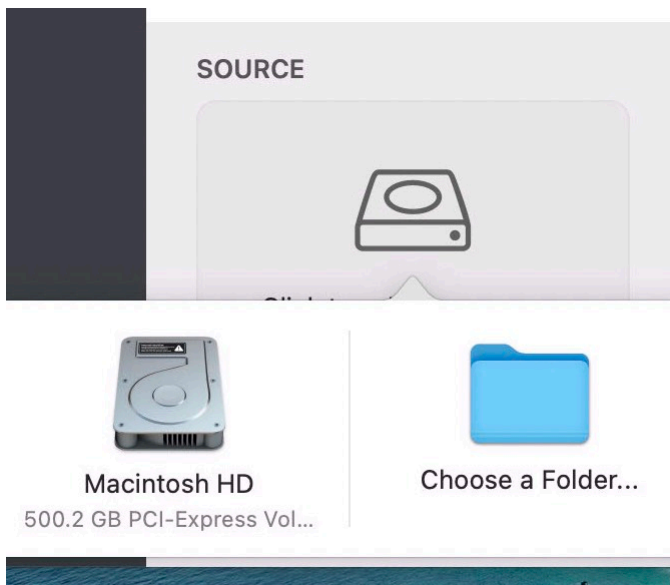 SOURCE
Macintosh HD
500.2 GB PCI-Express Vol...
Choose a Folder...